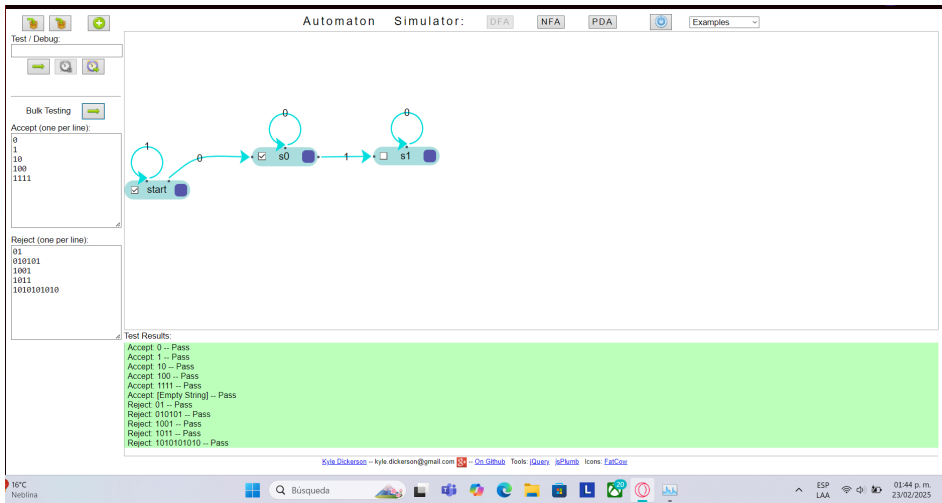 Automaton Simulator: DFA NFA PDA Examples
Test / Debug:
Bulk Testing
Accept (one per line):
0
1
10
100
1111
Reject (one per line):
01
010101
1001
1011
1010101010
1
start
0
0
s0
1
0
s1
Test Results:
Accept: 0 -- Pass
Accept: 1 -- Pass
Accept: 10 -- Pass
Accept: 100 -- Pass
Accept: 1111 -- Pass
Accept: [Empty String] -- Pass
Reject: 01 -- Pass
Reject: 010101 -- Pass
Reject: 1001 -- Pass
Reject: 1011 -- Pass
Reject: 1010101010 -- Pass
Kyle Dickerson -- kyle.dickerson@gmail.com g+ -- On Github Tools: jQuery jsPlumb Icons: FatCow
16°C
Neblina
Búsqueda
L
20
ESP
LAA
01:44 p. m.
23/02/2025